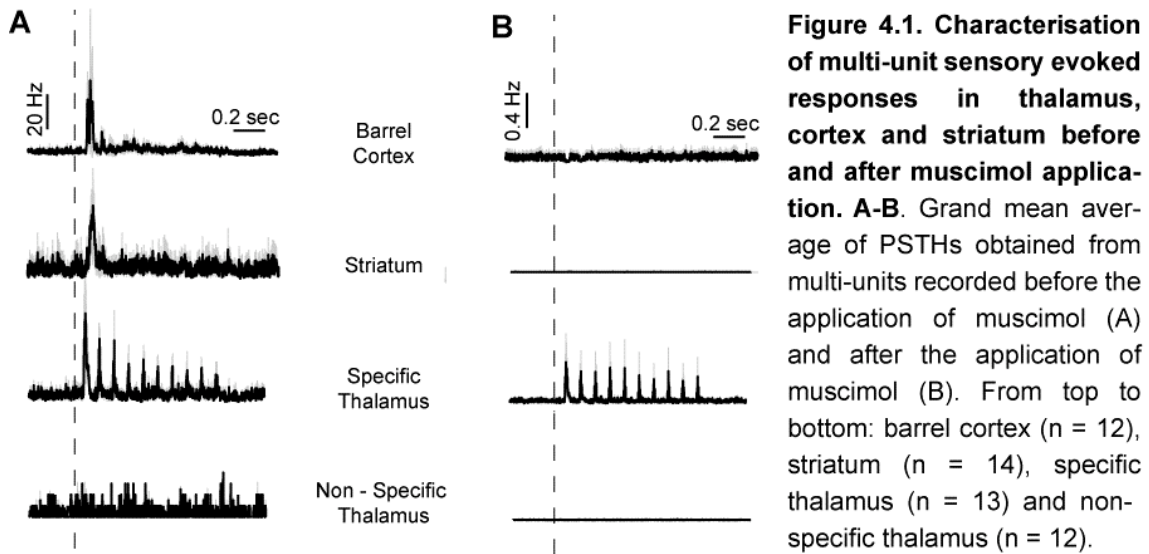 A
20 Hz
0.2 sec
Barrel
Cortex
Striatum
Specific
Thalamus
Non - Specific
Thalamus
B
0.4 Hz
0.2 sec
Figure 4.1. Characterisation
of multi-unit sensory evoked
responses in thalamus,
cortex and striatum before
and after muscimol applica-
tion. A-B. Grand mean aver-
age of PSTHs obtained from
multi-units recorded before the
application of muscimol (A)
and after the application of
muscimol (B). From top to
bottom: barrel cortex (n = 12),
striatum (n = 14), specific
thalamus (n = 13) and non-
specific thalamus (n = 12).